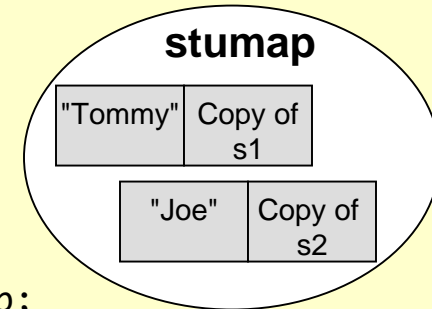 stumap
"Tommy" Copy of
s1
"Joe" Copy of
s2
p;